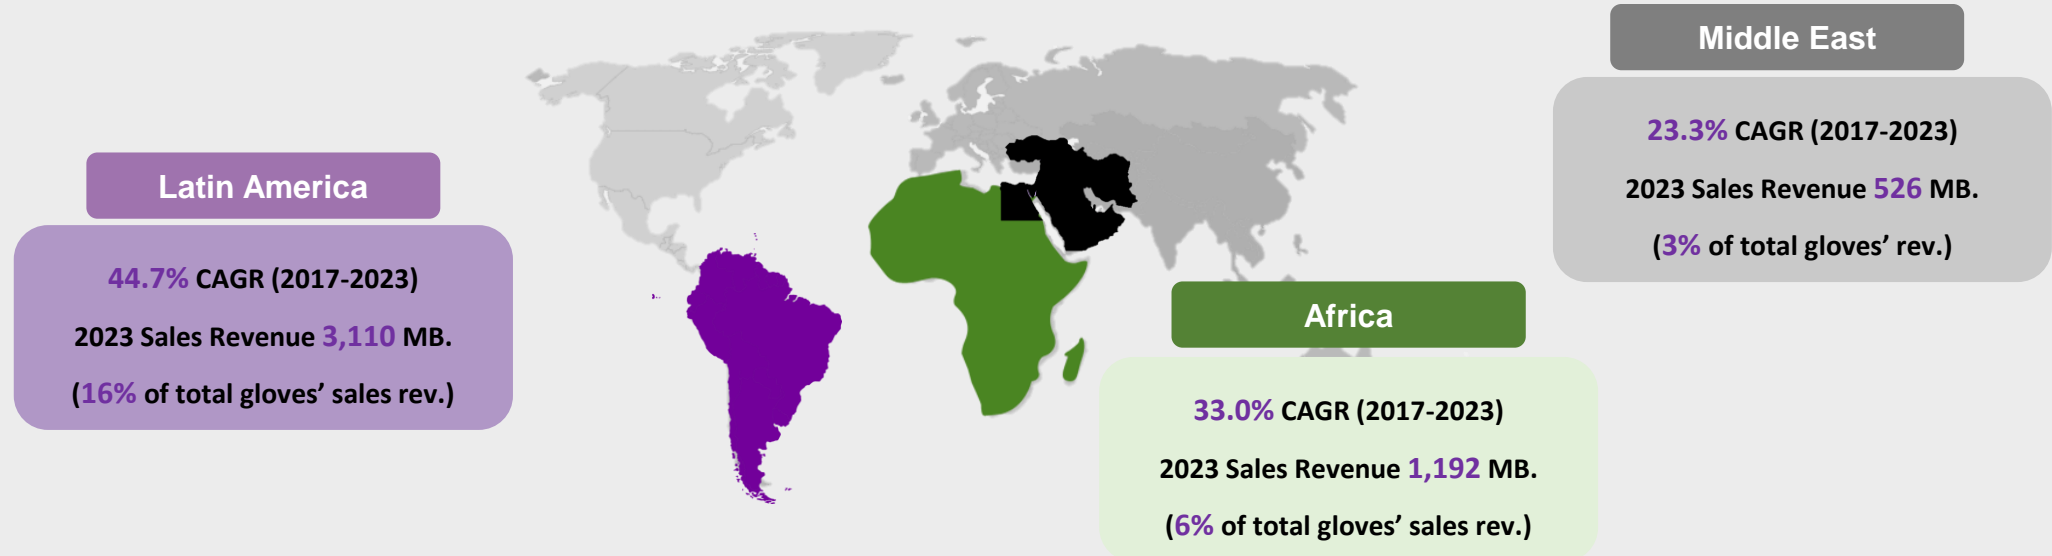 Middle East
23.3% CAGR (2017-2023)
2023 Sales Revenue 526 MB.
(3% of total gloves’ rev.)
Latin America
44.7% CAGR (2017-2023)
2023 Sales Revenue 3,110 MB.
(16% of total gloves’ sales rev.)
Africa
33.0% CAGR (2017-2023)
2023 Sales Revenue 1,192 MB.
(6% of total gloves’ sales rev.)